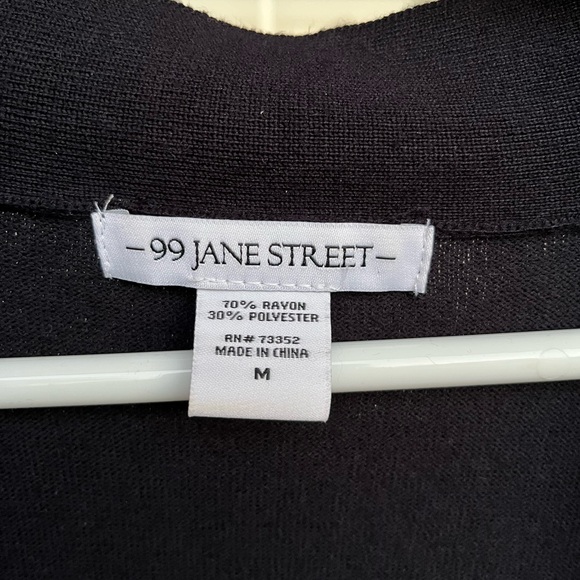 – 99 JANE STREET –
70% RAYON
30% POLYESTER
RN# 73352
MADE IN CHINA
M